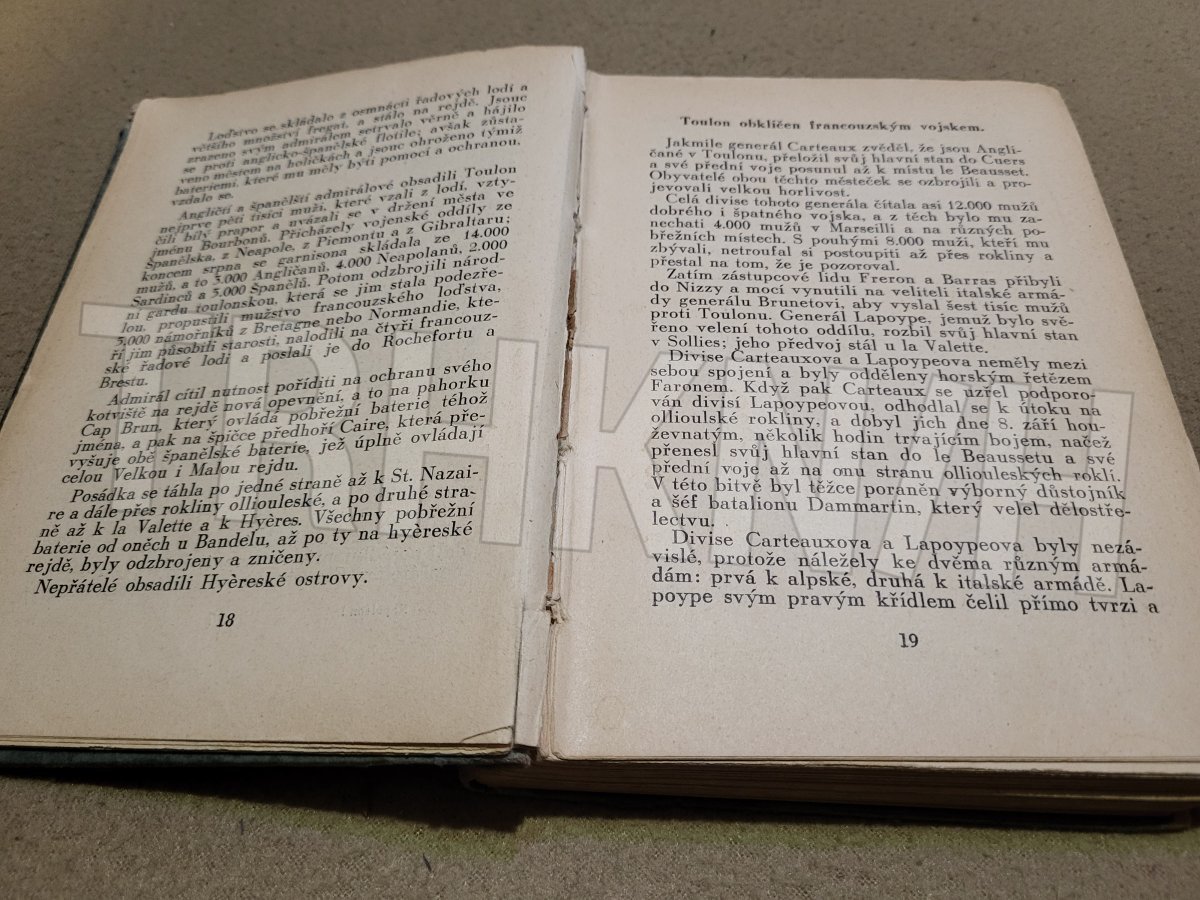 Loďstvo se skládalo z osmnácti řadových lodí a
většího množství fregat, a stálo na rejdě. Jsouc
zrazeno svým admirálem setrvalo věrně a hájilo
se proti anglicko-španělské flotile; avšak zůsta-
veno městem na holičkách a jsouc ohroženo týmiž
bateriemi, které mu měly býti pomocí a ochranou,
vzdalo se.
Angličtí a španělští admirálové obsadili Toulon
nejprve pěti tisíci muži, které vzali z lodí, vzty-
čili bílý prapor a uvázali se v držení města ve
jménu Bourbonů. Přicházely vojenské oddíly ze
Španělska, z Neapole, z Piemontu a z Gibraltaru;
koncem srpna se garnisona skládala ze 14.000
mužů, a to 3.000 Angličanů, 4.000 Neapolanů, 2.000
Sardinců a 5.000 Španělů. Potom odzbrojili národ-
ní gardu toulonskou, která se jim stala podezře-
lou, propustili mužstvo francouzského loďstva,
5,000 námořníků z Bretagne nebo Normandie, kte-
ří jim působili starosti, nalodili na čtyři francouz-
ské řadové lodi a poslali je do Rochefortu a
Brestu.
Admirál cítil nutnost poříditi na ochranu svého
kotviště na rejdě nová opevnění, a to na pahorku
Cap Brun, který ovládá pobřežní baterie téhož
jména, a pak na špičce předhoří Caire, která pře-
vyšuje obě španělské baterie, jež úplně ovládají
celou Velkou i Malou rejdu.
Posádka se táhla po jedné straně až k St. Nazai-
re a dále přes rokliny olliouleské, a po druhé stra-
ně až k la Valette a k Hyères. Všechny pobřežní
baterie od oněch u Bandelu, až po ty na hyèreské
rejdě, byly odzbrojeny a zničeny.
Nepřátelé obsadili Hyèreské ostrovy.
18
Toulon obklíčen francouzským vojskem.
Jakmile generál Carteaux zvěděl, že jsou Angli-
čané v Toulonu, přeložil svůj hlavní stan do Cuers
a své přední voje posunul až k místu le Beausset.
Obyvatelé obou těchto městeček se ozbrojili a pro-
jevovali velkou horlivost.
Celá divise tohoto generála čítala asi 12.000 mužů
dobrého i špatného vojska, a z těch bylo mu za-
nechati 4.000 mužů v Marseilli a na různých po-
břežních místech. S pouhými 8.000 muži, kteří mu
zbývali, netroufal si postoupiti až přes rokliny a
přestal na tom, že je pozoroval.
Zatím zástupcové lidu Freron a Barras přibyli
do Nizzy a mocí vynutili na veliteli italské armá-
dy generálu Brunetovi, aby vyslal šest tisíc mužů
proti Toulonu. Generál Lapoype, jemuž bylo svě-
řeno velení tohoto oddílu, rozbil svůj hlavní stan
v Sollies; jeho předvoj stál u la Valette.
Divise Carteauxova a Lapoypeova neměly mezi
sebou spojení a byly odděleny horským řetězem
Faronem. Když pak Carteaux se uzřel podporo-
ván divisí Lapoypeovou, odhodlal se k útoku na
ollioulské rokliny, a dobyl jich dne 8. září hou-
ževnatým, několik hodin trvajícím bojem, načež
přenesl svůj hlavní stan do le Beaussetu a své
přední voje až na onu stranu olliouleských roklí.
V této bitvě byl těžce poraněn výborný důstojník
a šéf batalionu Dammartin, který velel dělostře-
lectvu.
Divise Carteauxova a Lapoypeova byly nezá-
vislé, protože náležely ke dvěma různým armá-
dám: prvá k alpské, druhá k italské armádě. La-
poype svým pravým křídlem čelil přímo tvrzi a
19